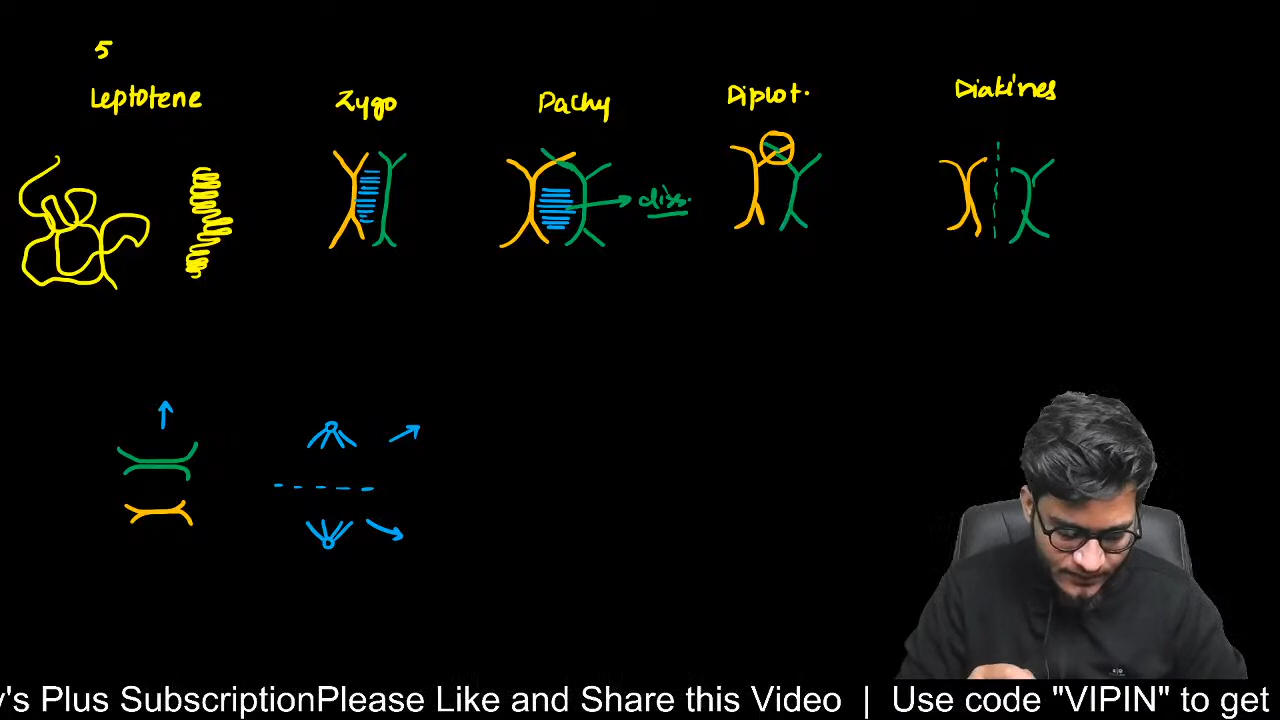 5
Leptotene
Zygo
Pachy
Diplot.
Diakines
diss.
y's Plus SubscriptionPlease Like and Share this Video | Use code "VIPIN" to get